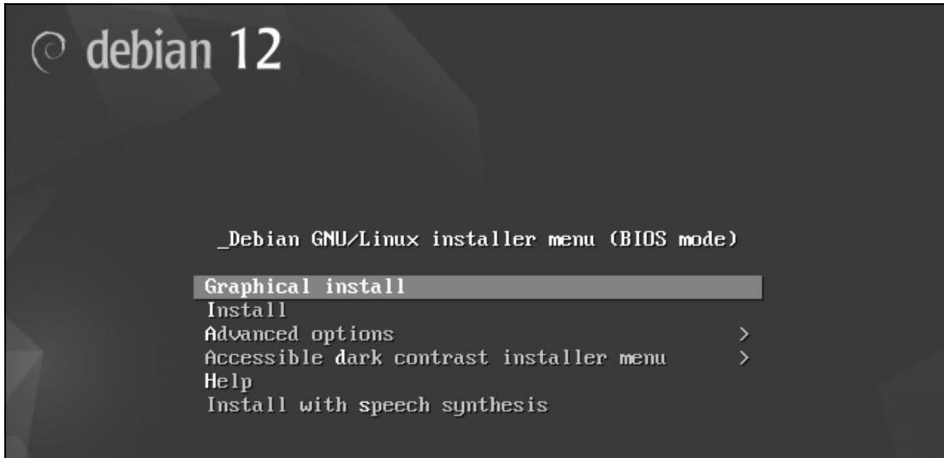 debian 12
_Debian GNU/Linux installer menu (BIOS mode)
Graphical install
Install
Advanced options >
Accessible dark contrast installer menu >
Help
Install with speech synthesis